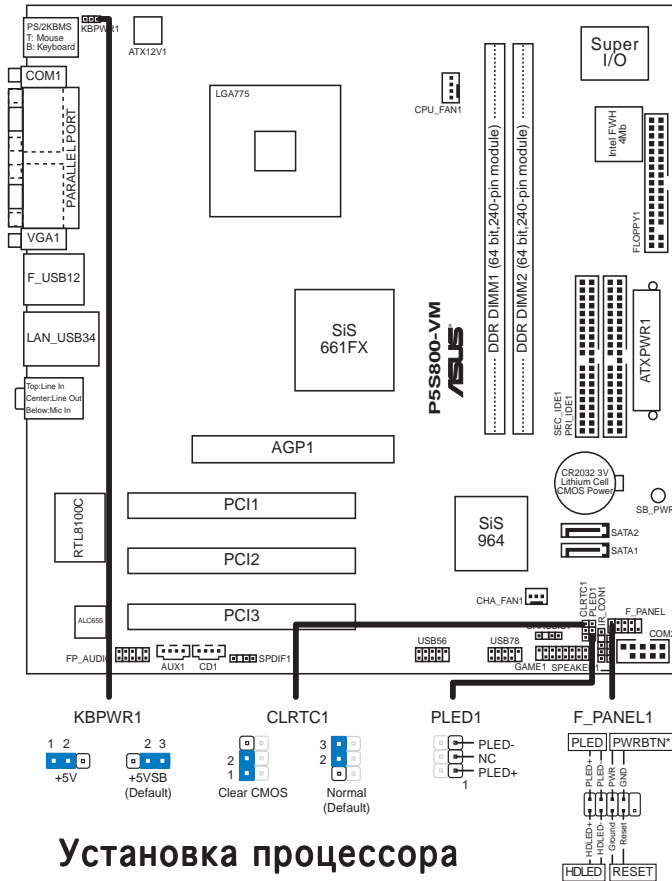 PS/2KBMS
T: Mouse
B: Keyboard
KBPWR1
ATX12V1
COM1
PARALLEL PORT
VGA1
F_USB12
LAN_USB34
Top:Line In
Center:Line Out
Below:Mic In
LGA775
CPU_FAN1
DDR DIMM1 (64 bit,240-pin module)
DDR DIMM2 (64 bit,240-pin module)
Super
I/O
Intel FWH
4Mb
FLOPPY1
SiS
661FX
P5S800-VM
ASUS
SEC_IDE1
PRI_IDE1
ATXPWR1
AGP1
CR2032 3V
Lithium Cell
CMOS Power
SB_PWR
RTL8100C
PCI1
PCI2
PCI3
SiS
964
SATA2
SATA1
CHA_FAN1
CLRTC1
PLED1
IR_CON1
F_PANEL
ALC655
FP_AUDIO
AUX1
CD1
SPDIF1
USB56
USB78
GAME1
KBPWR1
1 2
+5V
2 3
+5VSB
(Default)
CLRTC1
2
1
Clear CMOS
3
2
Normal
(Default)
PLED1
PLED-
NC
PLED+
1
F_PANEL1
PLED
PWRBTN*
PLED+
PLED-
PWR
GND
HDLED+
HDLED-
Ground
Reset
HDLED
RESET
Установка процессора